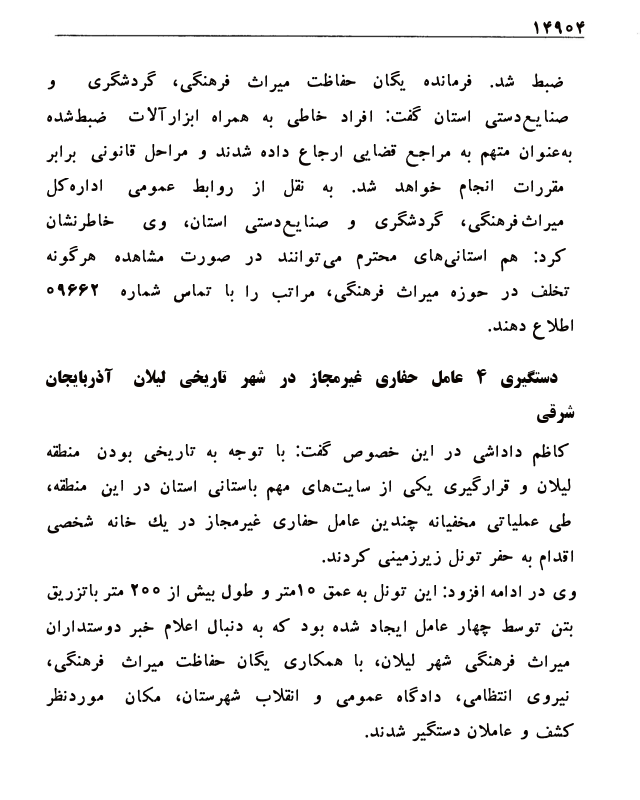 ۱۴۹۰۴
ضبط شد. فرمانده یگان حفاظت میراث فرهنگی، گردشگری و
صنایع‌دستی استان گفت: افراد خاطی به همراه ابزارآلات ضبط‌شده
به‌عنوان متهم به مراجع قضایی ارجاع داده شدند و مراحل قانونی برابر
مقررات انجام خواهد شد. به نقل از روابط عمومی اداره‌کل
میراث‌فرهنگی، گردشگری و صنایع‌دستی استان، وی خاطرنشان
کرد: هم استانی‌های محترم می‌توانند در صورت مشاهده هرگونه
تخلف در حوزه میراث فرهنگی، مراتب را با تماس شماره ۰۹۶۶۲
اطلاع دهند.
دستگیری ۴ عامل حفاری غیرمجاز در شهر تاریخی لیلان آذربایجان
شرقی
کاظم داداشی در این خصوص گفت: با توجه به تاریخی بودن منطقه
لیلان و قرارگیری یکی از سایت‌های مهم باستانی استان در این منطقه،
طی عملیاتی مخفیانه چندین عامل حفاری غیرمجاز در یك خانه شخصی
اقدام به حفر تونل زیرزمینی کردند.
وی در ادامه افزود: این تونل به عمق ۱۰متر و طول بیش از ۲۰۰ متر باتزریق
بتن توسط چهار عامل ایجاد شده بود که به دنبال اعلام خبر دوستداران
میراث فرهنگی شهر لیلان، با همکاری یگان حفاظت میراث فرهنگی،
نیروی انتظامی، دادگاه عمومی و انقلاب شهرستان، مکان موردنظر
کشف و عاملان دستگیر شدند.